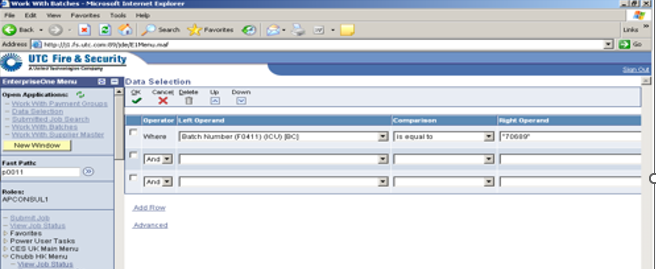 Work With Batches - Microsoft Internet Explorer
File Edit View Favorites Tools Help
Back Search Favorites
Address http://j1.fs.utc.com:89/jde/E1Menu.maf Go Links
UTC Fire & Security
A United Technologies Company
Sign Out
EnterpriseOne Menu
Data Selection
Open Applications:
Work With Payment Groups
Data Selection
Submitted Job Search
Work With Batches
Work With Supplier Master
New Window
OK Cancel Delete Up Down
Operator Left Operand Comparison Right Operand
Where Batch Number (F0411) (ICU) [BC] is equal to "70689"
And
And
Add Row
Advanced
Fast Path:
p0011
Roles:
APCONSUL1
Submit Job
View Job Status
Favorites
Power User Tasks
CES UK Main Menu
Chubb HK Menu
View Job Status